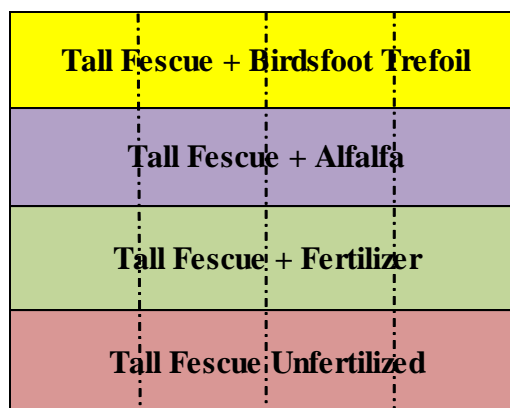 Tall Fescue + Birdsfoot Trefoil
Tall Fescue + Alfalfa
Tall Fescue + Fertilizer
Tall Fescue Unfertilized